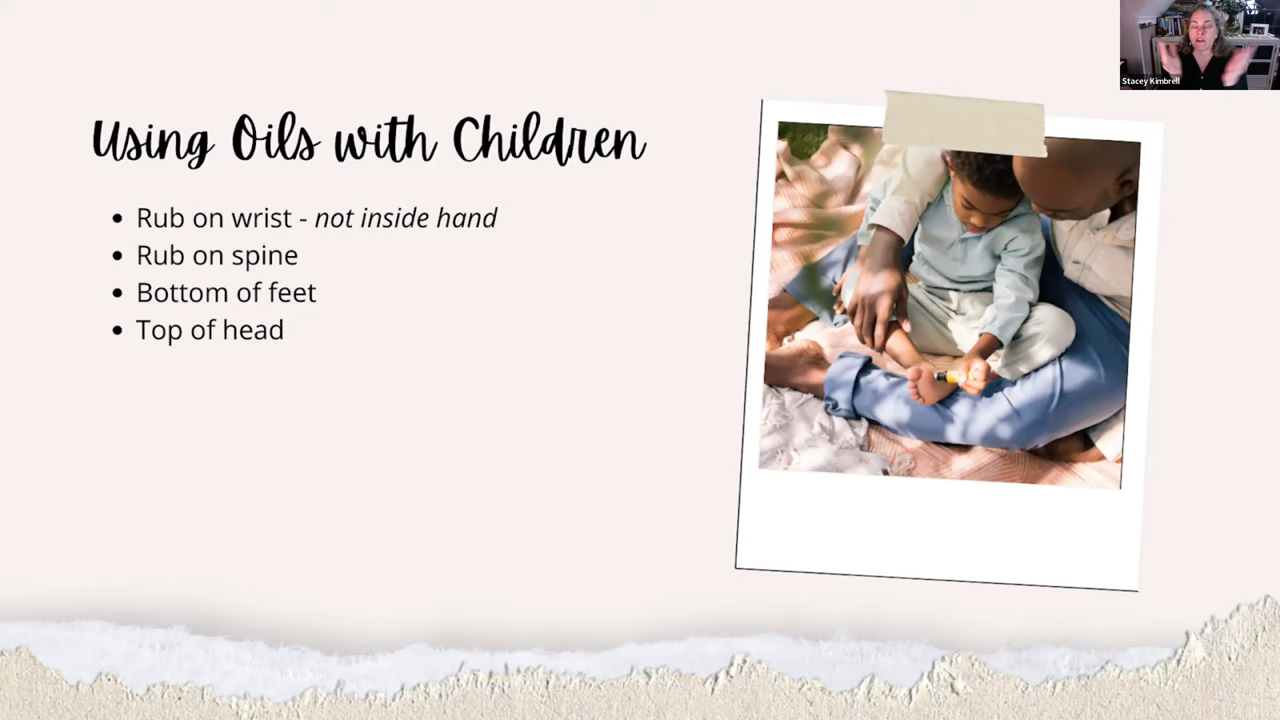 Stacey Kimbrell
Using Oils with Children
• Rub on wrist - not inside hand
• Rub on spine
• Bottom of feet
• Top of head